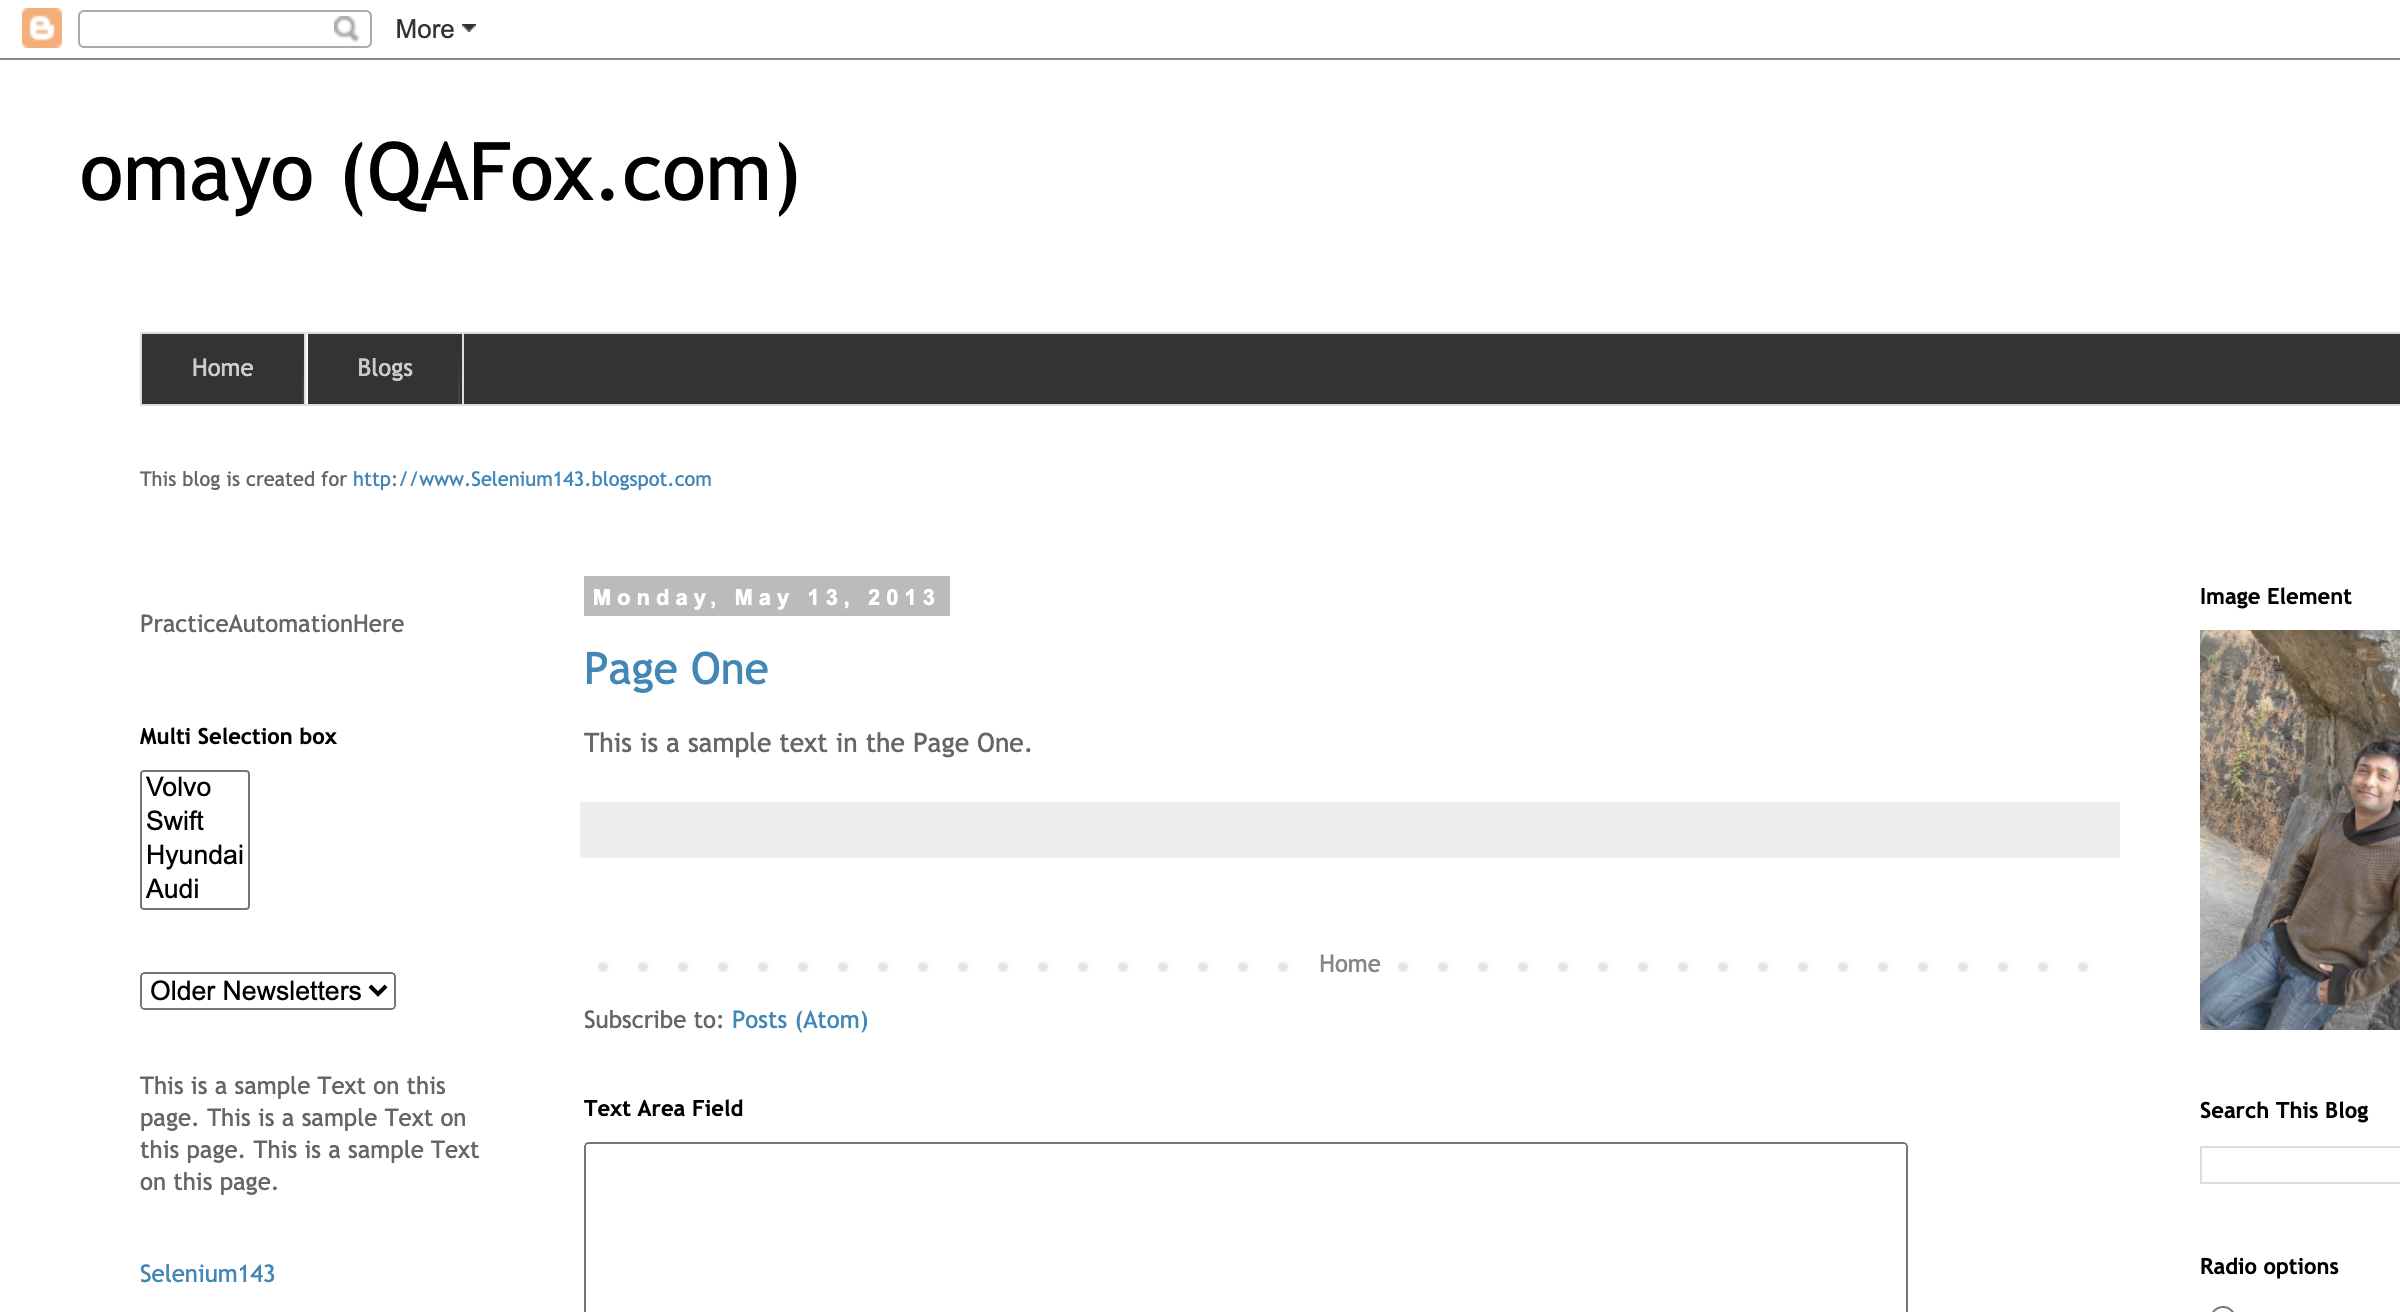 More
omayo (QAFox.com)
Home
Blogs
This blog is created for http://www.Selenium143.blogspot.com
PracticeAutomationHere
Multi Selection box
Volvo
Swift
Hyundai
Audi
Older Newsletters
This is a sample Text on this
page. This is a sample Text on
this page. This is a sample Text
on this page.
Selenium143
Monday, May 13, 2013
Page One
This is a sample text in the Page One.
Home
Subscribe to: Posts (Atom)
Text Area Field
Image Element
Search This Blog
Radio options